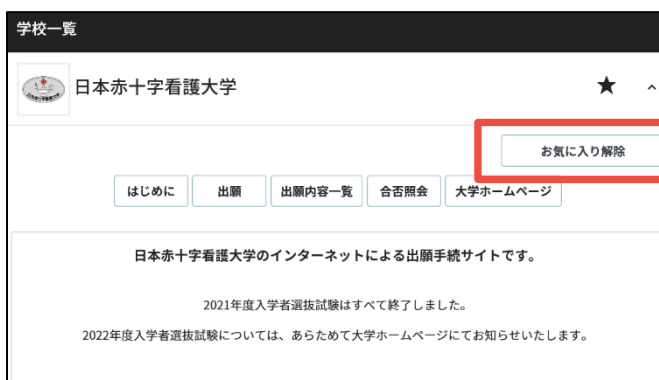 学校一覧
日本赤十字看護大学
お気に入り解除
はじめに 出願 出願内容一覧 合否照会 大学ホームページ
日本赤十字看護大学のインターネットによる出願手続サイトです。
2021年度入学者選抜試験はすべて終了しました。
2022年度入学者選抜試験については、あらためて大学ホームページにてお知らせいたします。